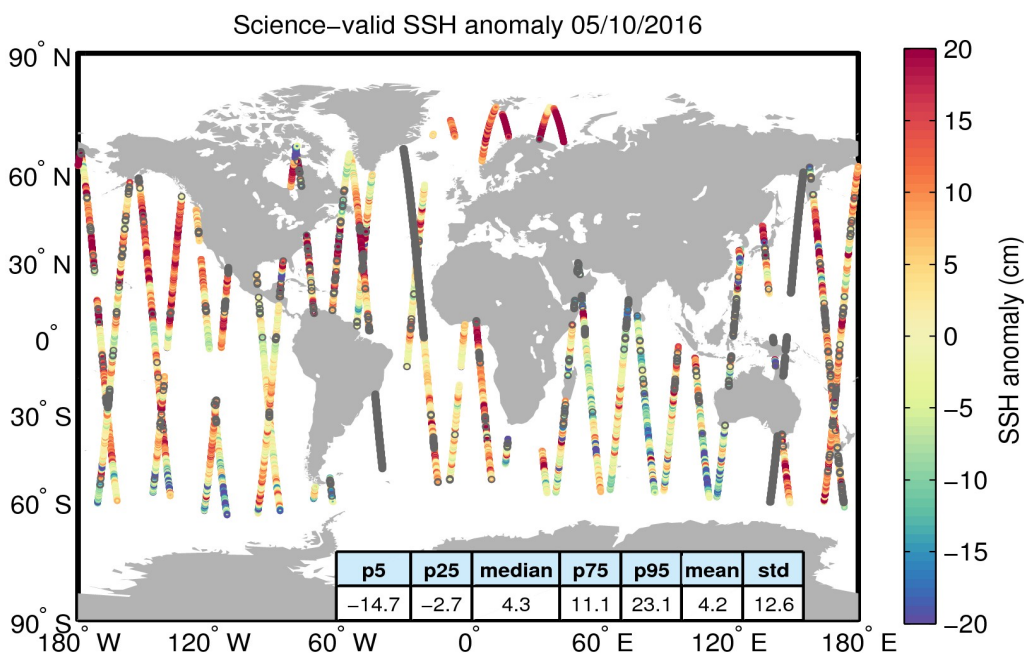 Science−valid SSH anomaly 05/10/2016
90° N
60° N
30° N
0°
30° S
60° S
90° S
180° W
120° W
60° W
0°
60° E
120° E
180° E
p5 p25 median p75 p95 mean std
−14.7 −2.7 4.3 11.1 23.1 4.2 12.6
20
15
10
5
0
−5
−10
−15
−20
SSH anomaly (cm)